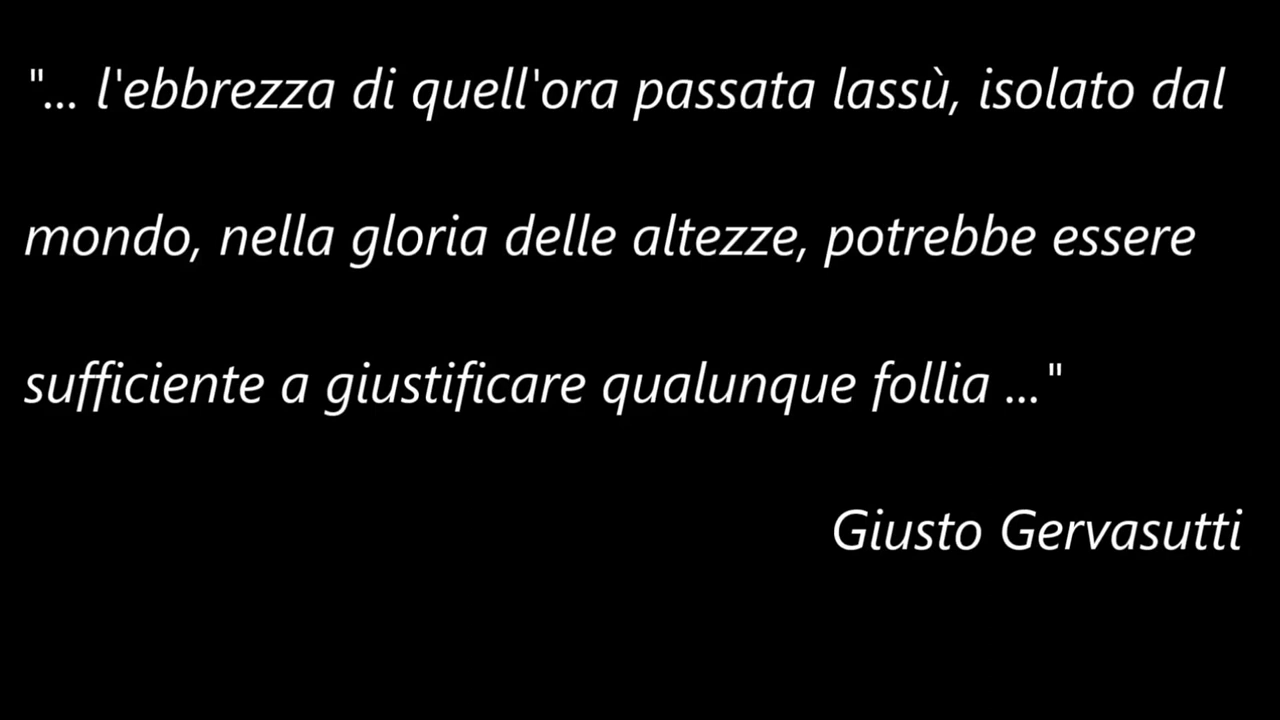 "... l'ebbrezza di quell'ora passata lassù, isolato dal
mondo, nella gloria delle altezze, potrebbe essere
sufficiente a giustificare qualunque follia ..."
Giusto Gervasutti